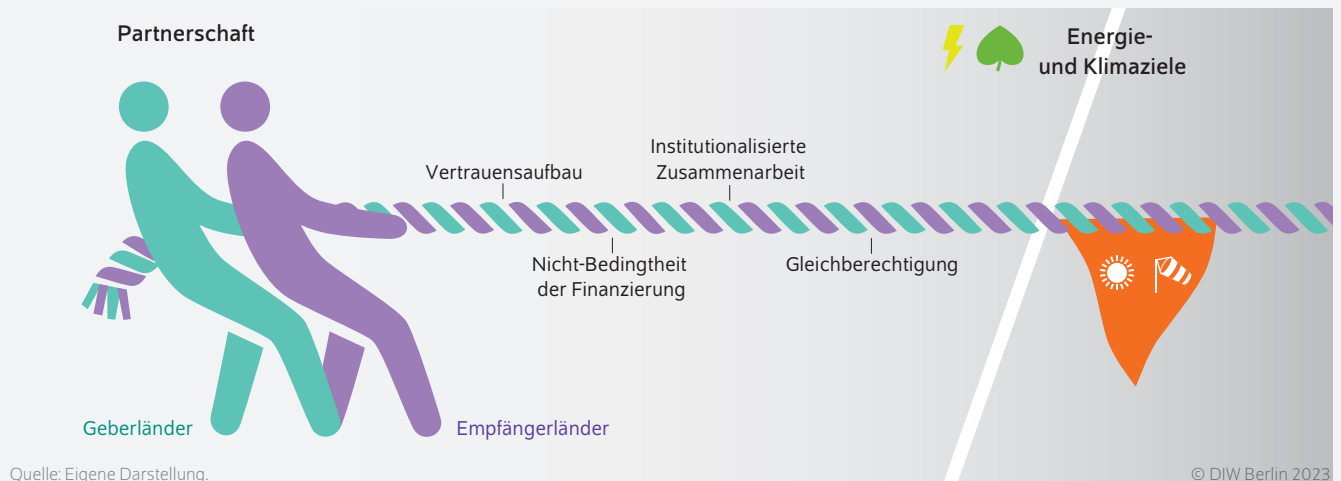 Partnerschaft
Energie-
und Klimaziele
Vertrauensaufbau
Institutionalisierte
Zusammenarbeit
Nicht-Bedingtheit
der Finanzierung
Gleichberechtigung
Geberländer
Empfängerländer
Quelle: Eigene Darstellung.
© DIW Berlin 2023